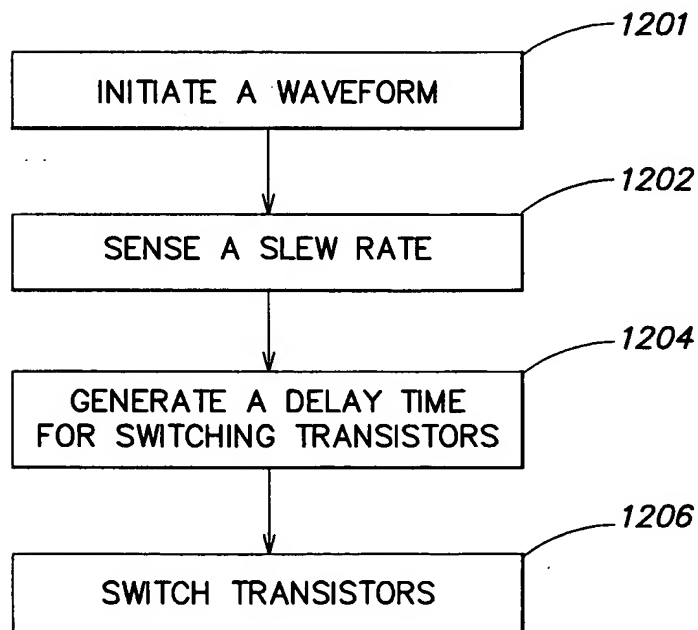 1201
INITIATE A WAVEFORM
1202
SENSE A SLEW RATE
1204
GENERATE A DELAY TIME
FOR SWITCHING TRANSISTORS
1206
SWITCH TRANSISTORS